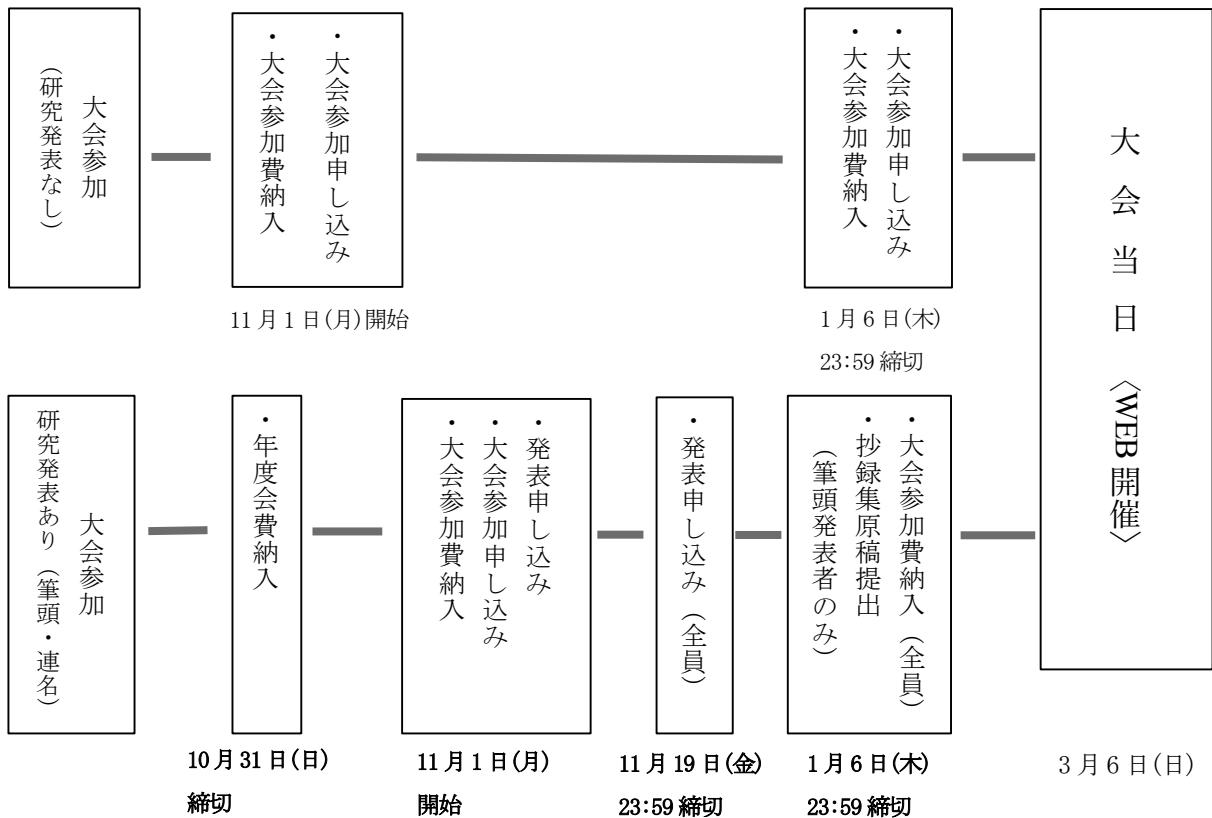 大会参加
（研究発表なし）
・大会参加申し込み
・大会参加費納入
11月1日(月)開始
・大会参加申し込み
・大会参加費納入
1月6日(木)
23:59締切
大会当日〈WEB開催〉
大会参加
研究発表あり（筆頭・連名）
・年度会費納入
10月31日(日)
締切
・発表申し込み
・大会参加申し込み
・大会参加費納入
11月1日(月)
開始
・発表申し込み（全員）
11月19日(金)
23:59締切
・大会参加費納入（全員）
・抄録集原稿提出
（筆頭発表者のみ）
1月6日(木)
23:59締切
3月6日(日)